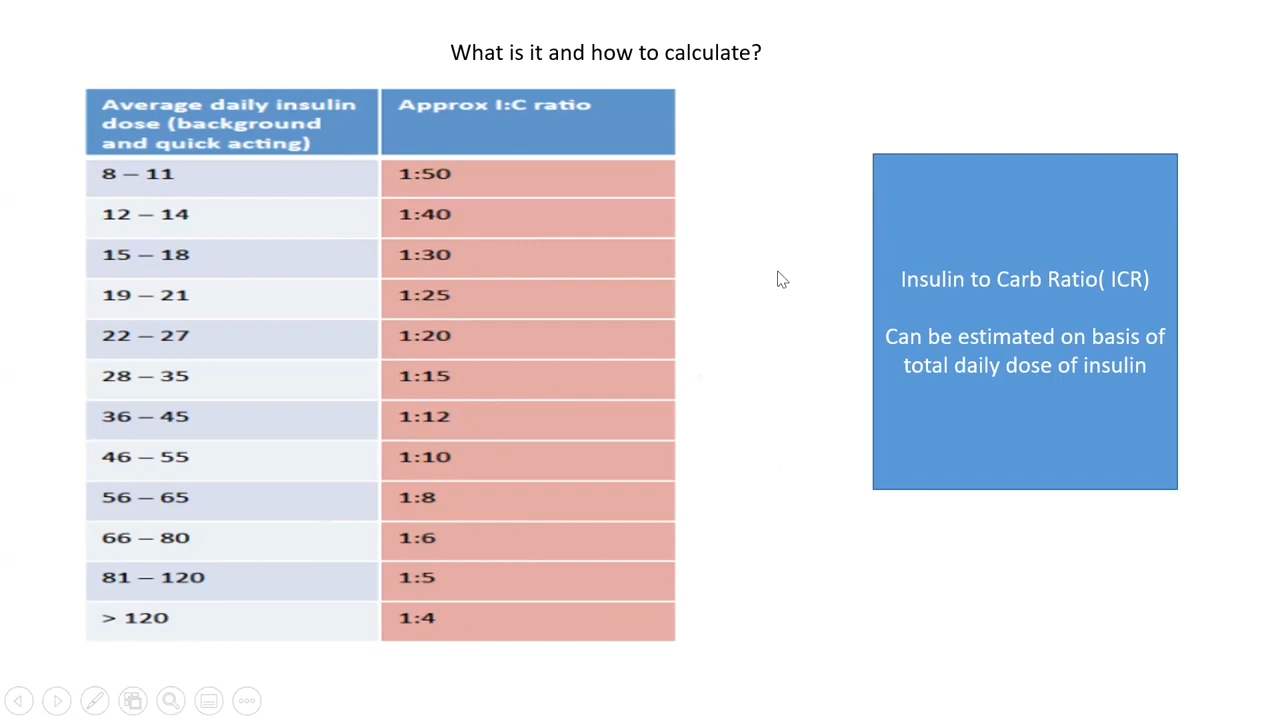 What is it and how to calculate?
Average daily insulin
dose (background
and quick acting)
Approx I:C ratio
8 – 11
1:50
12 – 14
1:40
15 – 18
1:30
19 – 21
1:25
22 – 27
1:20
28 – 35
1:15
36 – 45
1:12
46 – 55
1:10
56 – 65
1:8
66 – 80
1:6
81 – 120
1:5
> 120
1:4
Insulin to Carb Ratio( ICR)
Can be estimated on basis of
total daily dose of insulin